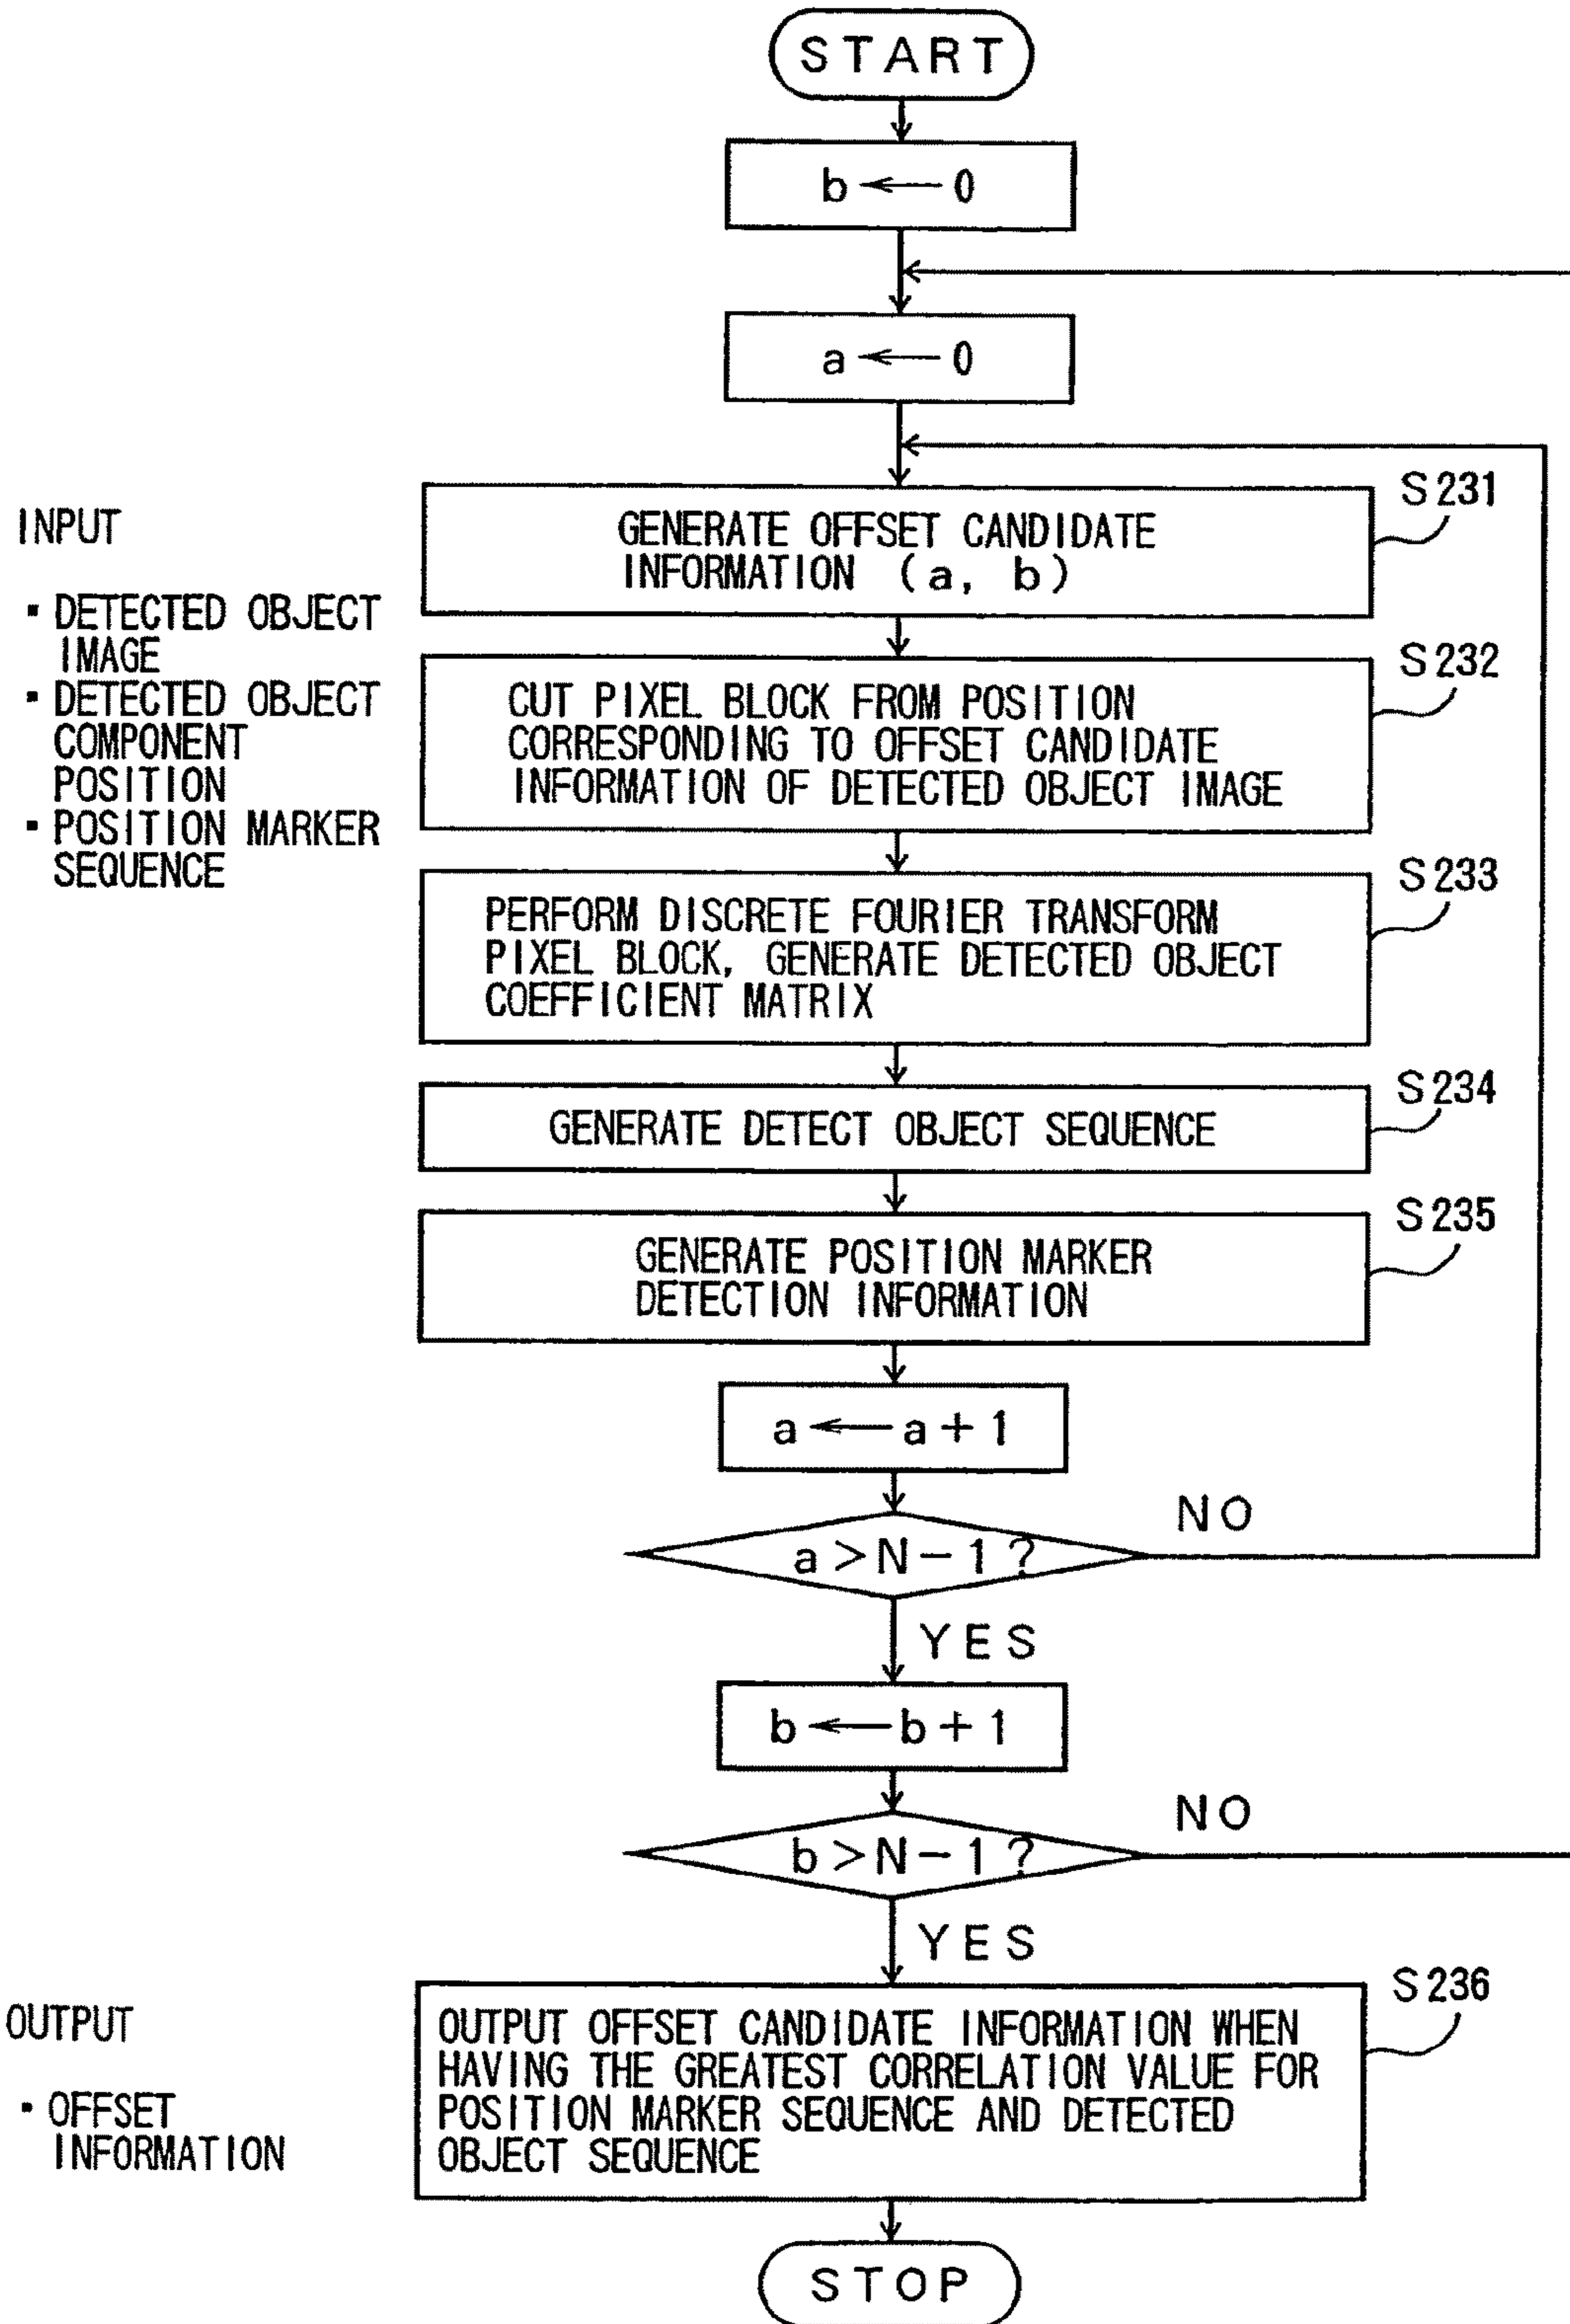 START
b ← 0
a ← 0
INPUT
▪ DETECTED OBJECT
IMAGE
▪ DETECTED OBJECT
COMPONENT
POSITION
▪ POSITION MARKER
SEQUENCE
S231
GENERATE OFFSET CANDIDATE
INFORMATION (a, b)
S232
CUT PIXEL BLOCK FROM POSITION
CORRESPONDING TO OFFSET CANDIDATE
INFORMATION OF DETECTED OBJECT IMAGE
S233
PERFORM DISCRETE FOURIER TRANSFORM
PIXEL BLOCK, GENERATE DETECTED OBJECT
COEFFICIENT MATRIX
S234
GENERATE DETECT OBJECT SEQUENCE
S235
GENERATE POSITION MARKER
DETECTION INFORMATION
a ← a + 1
NO
a > N - 1 ?
YES
b ← b + 1
NO
b > N - 1 ?
YES
S236
OUTPUT OFFSET CANDIDATE INFORMATION WHEN
HAVING THE GREATEST CORRELATION VALUE FOR
POSITION MARKER SEQUENCE AND DETECTED
OBJECT SEQUENCE
OUTPUT
▪ OFFSET
INFORMATION
STOP